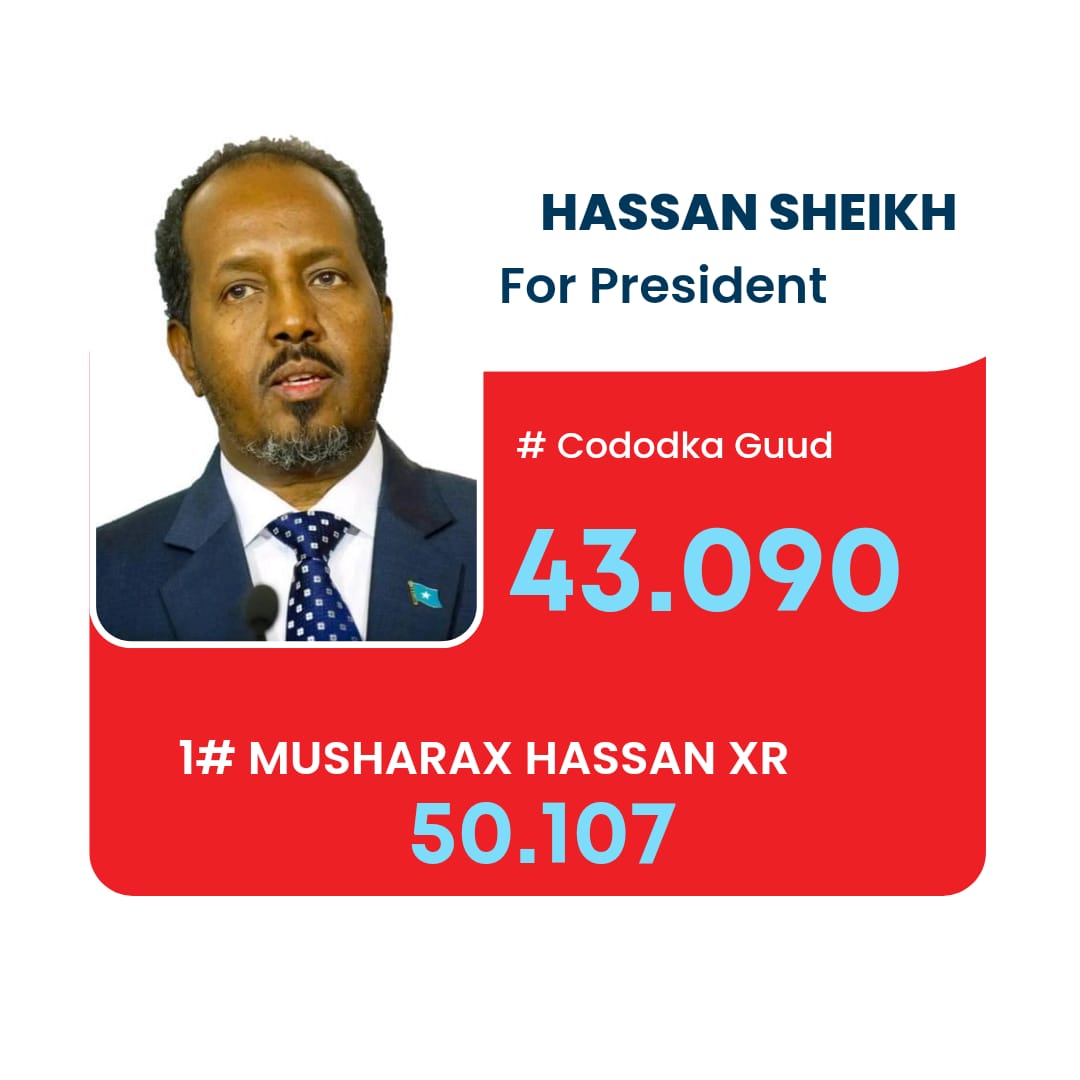 HASSAN SHEIKH
For President
# Cododka Guud
43.090
1# MUSHARAX HASSAN XR
50.107